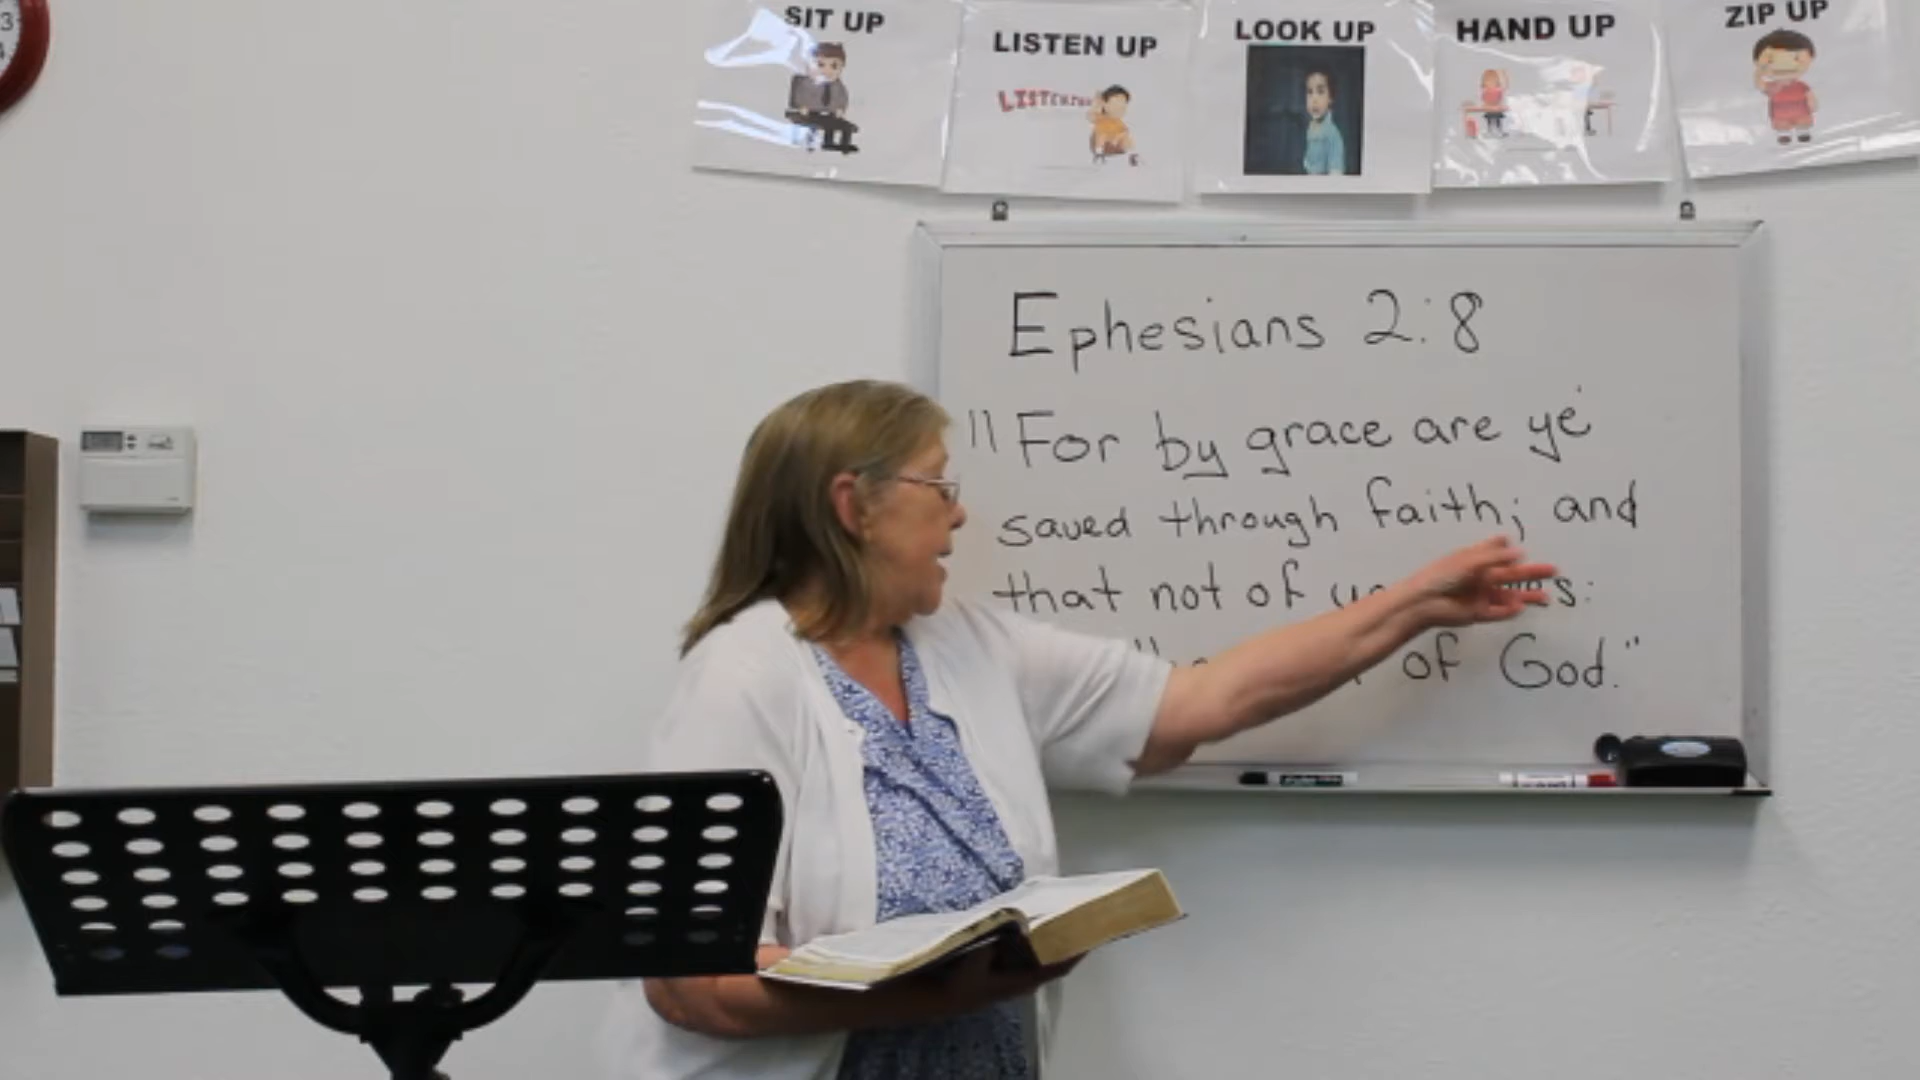 SIT UP
LISTEN UP
LOOK UP
HAND UP
ZIP UP
LISTENING
Ephesians 2:8
"For by grace are ye
saved through faith; and
that not of
of God."